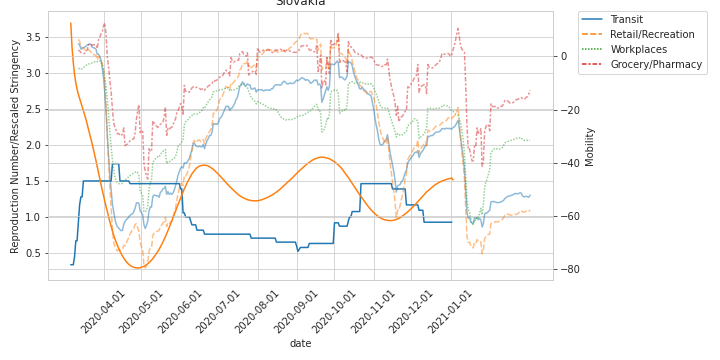 Slovakia
Transit
Retail/Recreation
Workplaces
Grocery/Pharmacy
Reproduction Number/Rescaled Stringency
3.5
3.0
2.5
2.0
1.5
1.0
0.5
0
−20
−40
−60
−80
Mobility
2020-04-01
2020-05-01
2020-06-01
2020-07-01
2020-08-01
2020-09-01
2020-10-01
2020-11-01
2020-12-01
2021-01-01
date